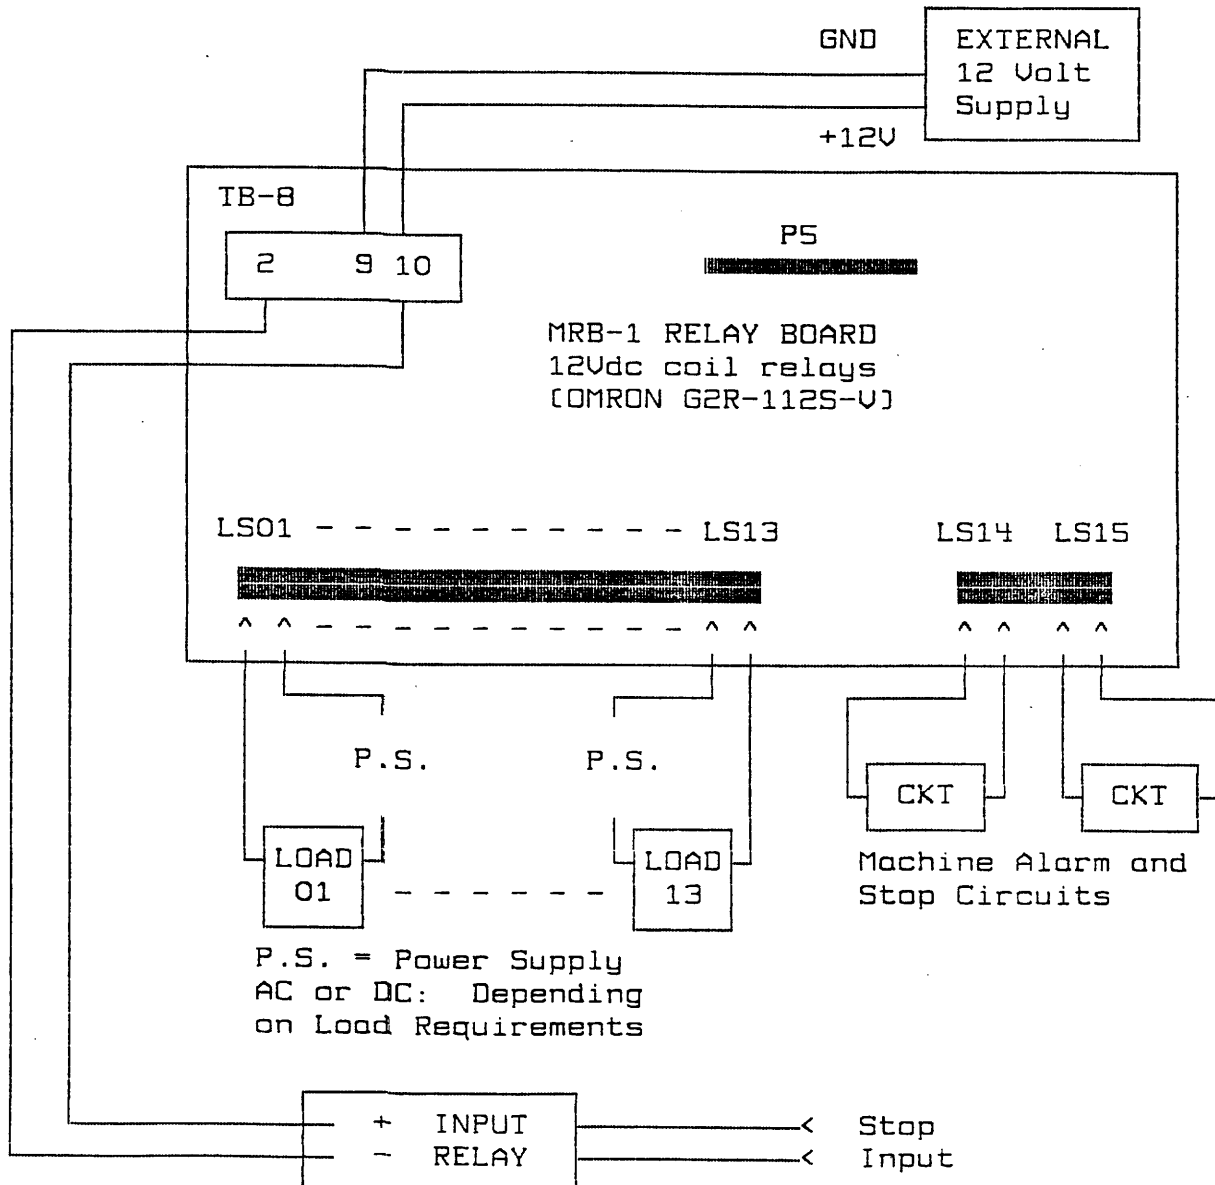 GND
EXTERNAL
12 Volt
Supply
+12V
TB-8
2 9 10
P5
MRB-1 RELAY BOARD
12Vdc coil relays
[OMRON G2R-112S-V]
LS01 - - - - - - - - - - LS13
LS14 LS15
^ ^ - - - - - - - - - - ^ ^
^ ^ ^ ^
P.S.
P.S.
CKT
CKT
LOAD
01
- - - - - -
LOAD
13
Machine Alarm and
Stop Circuits
P.S. = Power Supply
AC or DC: Depending
on Load Requirements
+ INPUT
- RELAY
< Stop
< Input